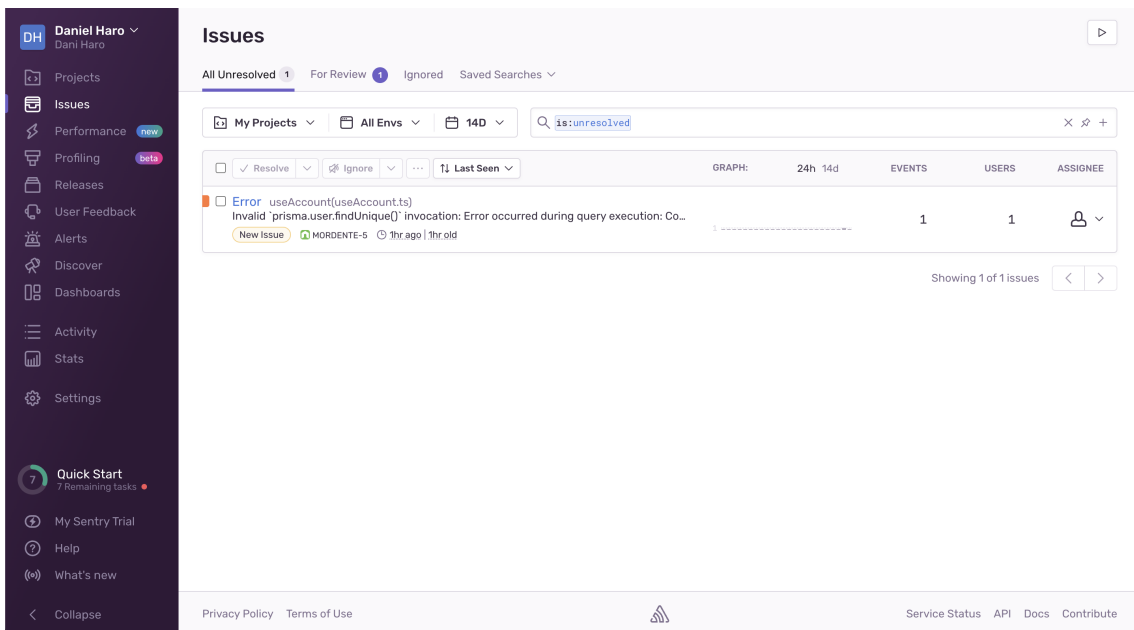 DH
Daniel Haro
Dani Haro
Projects
Issues
Performance new
Profiling beta
Releases
User Feedback
Alerts
Discover
Dashboards
Activity
Stats
Settings
7
Quick Start
7 Remaining tasks
My Sentry Trial
Help
What's new
Collapse
Issues
All Unresolved 1 For Review 1 Ignored Saved Searches
My Projects All Envs 14D is:unresolved
Resolve Ignore ... Last Seen GRAPH: 24h 14d EVENTS USERS ASSIGNEE
Error useAccount(useAccount.ts)
Invalid `prisma.user.findUnique()` invocation: Error occurred during query execution: Co…
1 1 1
New Issue MORDENTE-5 1hr ago | 1hr old
Showing 1 of 1 issues
Privacy Policy Terms of Use Service Status API Docs Contribute